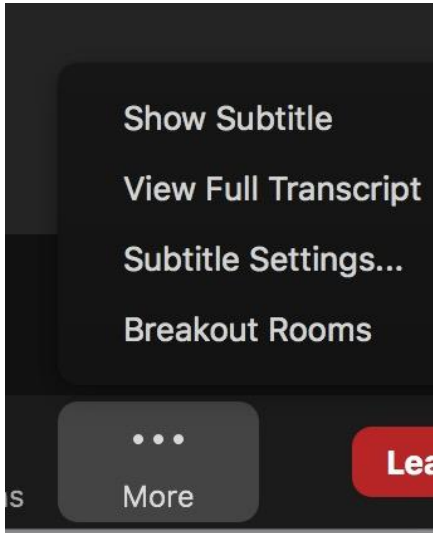 Show Subtitle
View Full Transcript
Subtitle Settings...
Breakout Rooms
More